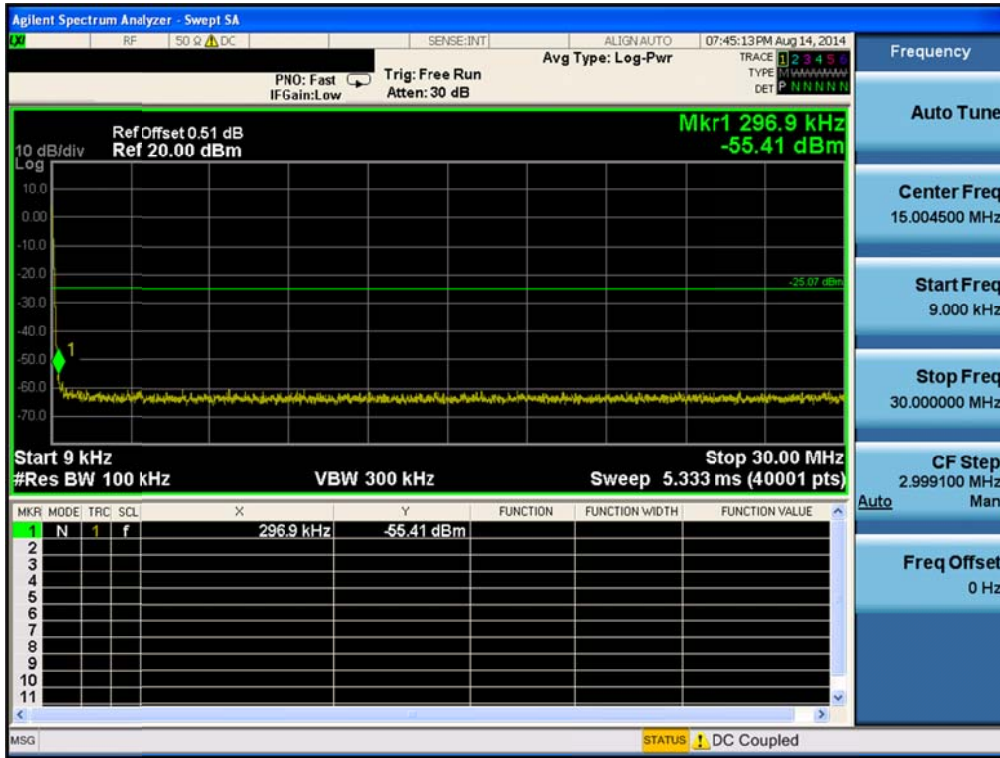 Agilent Spectrum Analyzer - Swept SA
LXI RF 50 Ω DC SENSE:INT ALIGN AUTO 07:45:13 PM Aug 14, 2014
PNO: Fast
IFGain:Low
Trig: Free Run
Atten: 30 dB
Avg Type: Log-Pwr
TRACE 1 2 3 4 5 6
TYPE M
DET P N N N N N
Frequency
Auto Tune
Center Freq
15.004500 MHz
Start Freq
9.000 kHz
Stop Freq
30.000000 MHz
CF Step
2.999100 MHz
Auto Man
Freq Offset
0 Hz
Mkr1 296.9 kHz
-55.41 dBm
Ref Offset 0.51 dB
10 dB/div Ref 20.00 dBm
Log
10.0
0.00
-10.0
-20.0
-25.07 dBm
-30.0
-40.0
1
-50.0
-60.0
-70.0
Start 9 kHz Stop 30.00 MHz
#Res BW 100 kHz VBW 300 kHz Sweep 5.333 ms (40001 pts)
MKR MODE TRC SCL X Y FUNCTION FUNCTION WIDTH FUNCTION VALUE
1 N 1 f 296.9 kHz -55.41 dBm
2
3
4
5
6
7
8
9
10
11
MSG STATUS DC Coupled